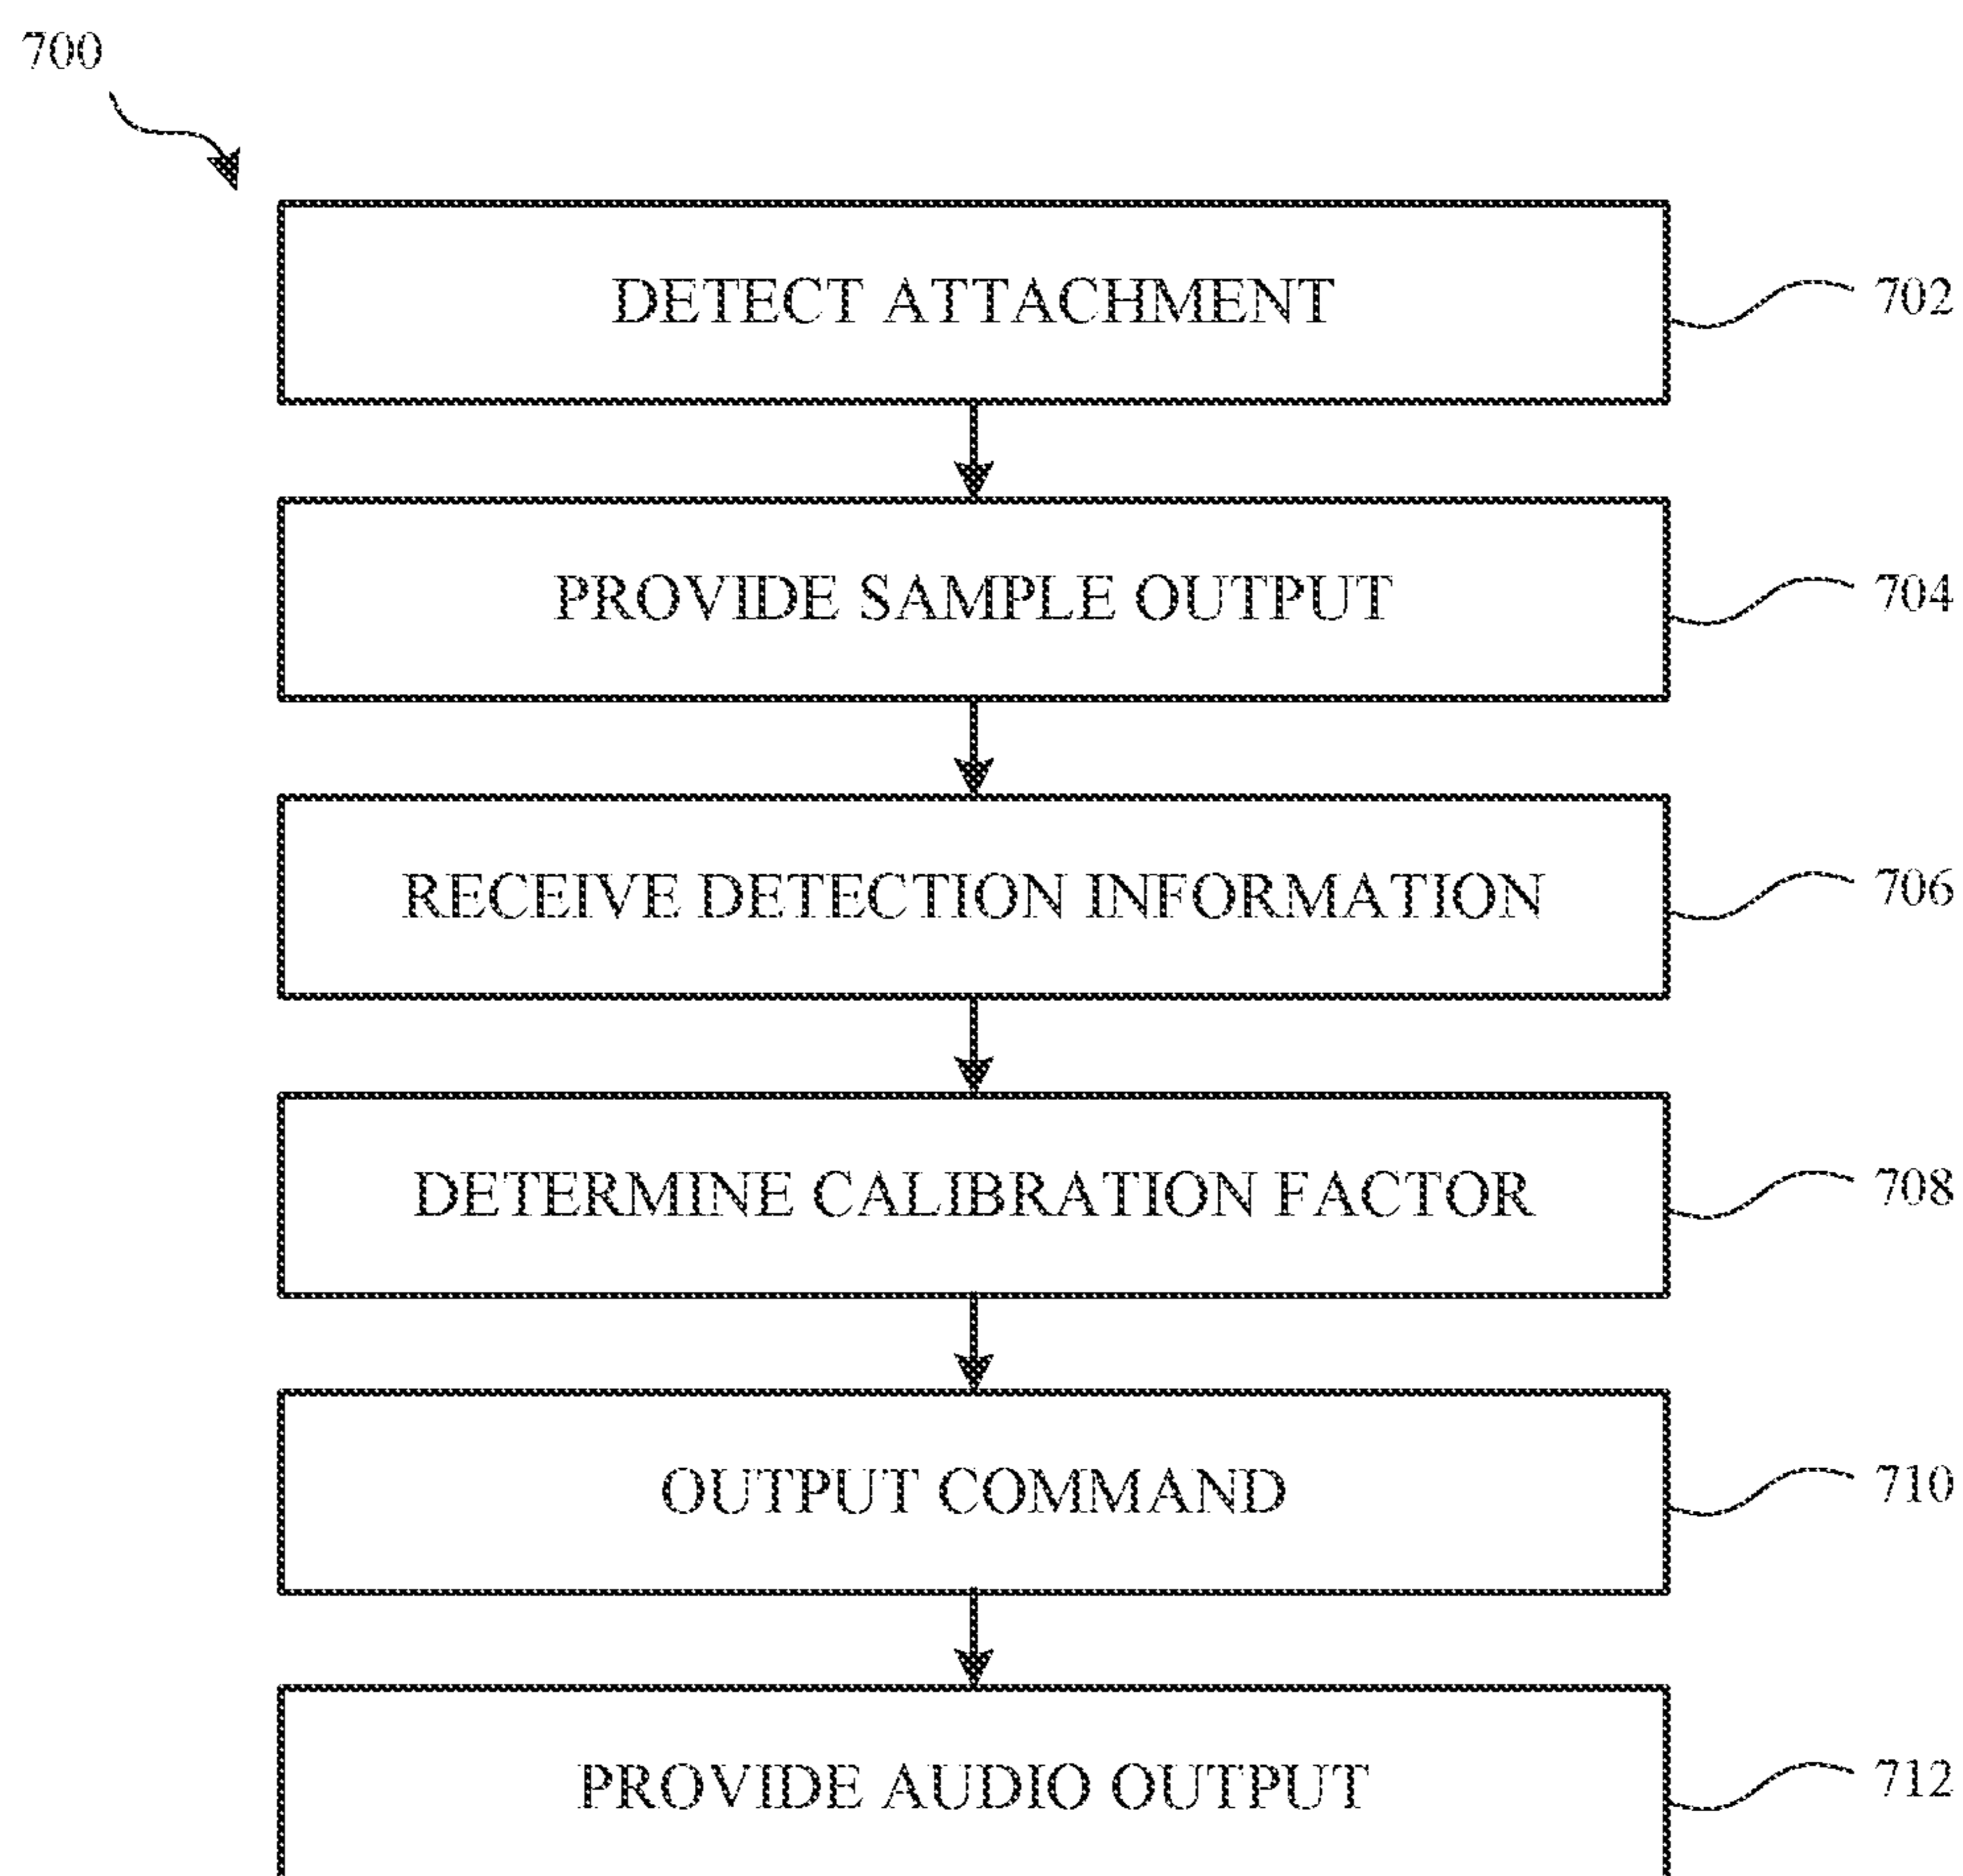 700
DETECT ATTACHMENT
702
PROVIDE SAMPLE OUTPUT
704
RECEIVE DETECTION INFORMATION
706
DETERMINE CALIBRATION FACTOR
708
OUTPUT COMMAND
710
PROVIDE AUDIO OUTPUT
712